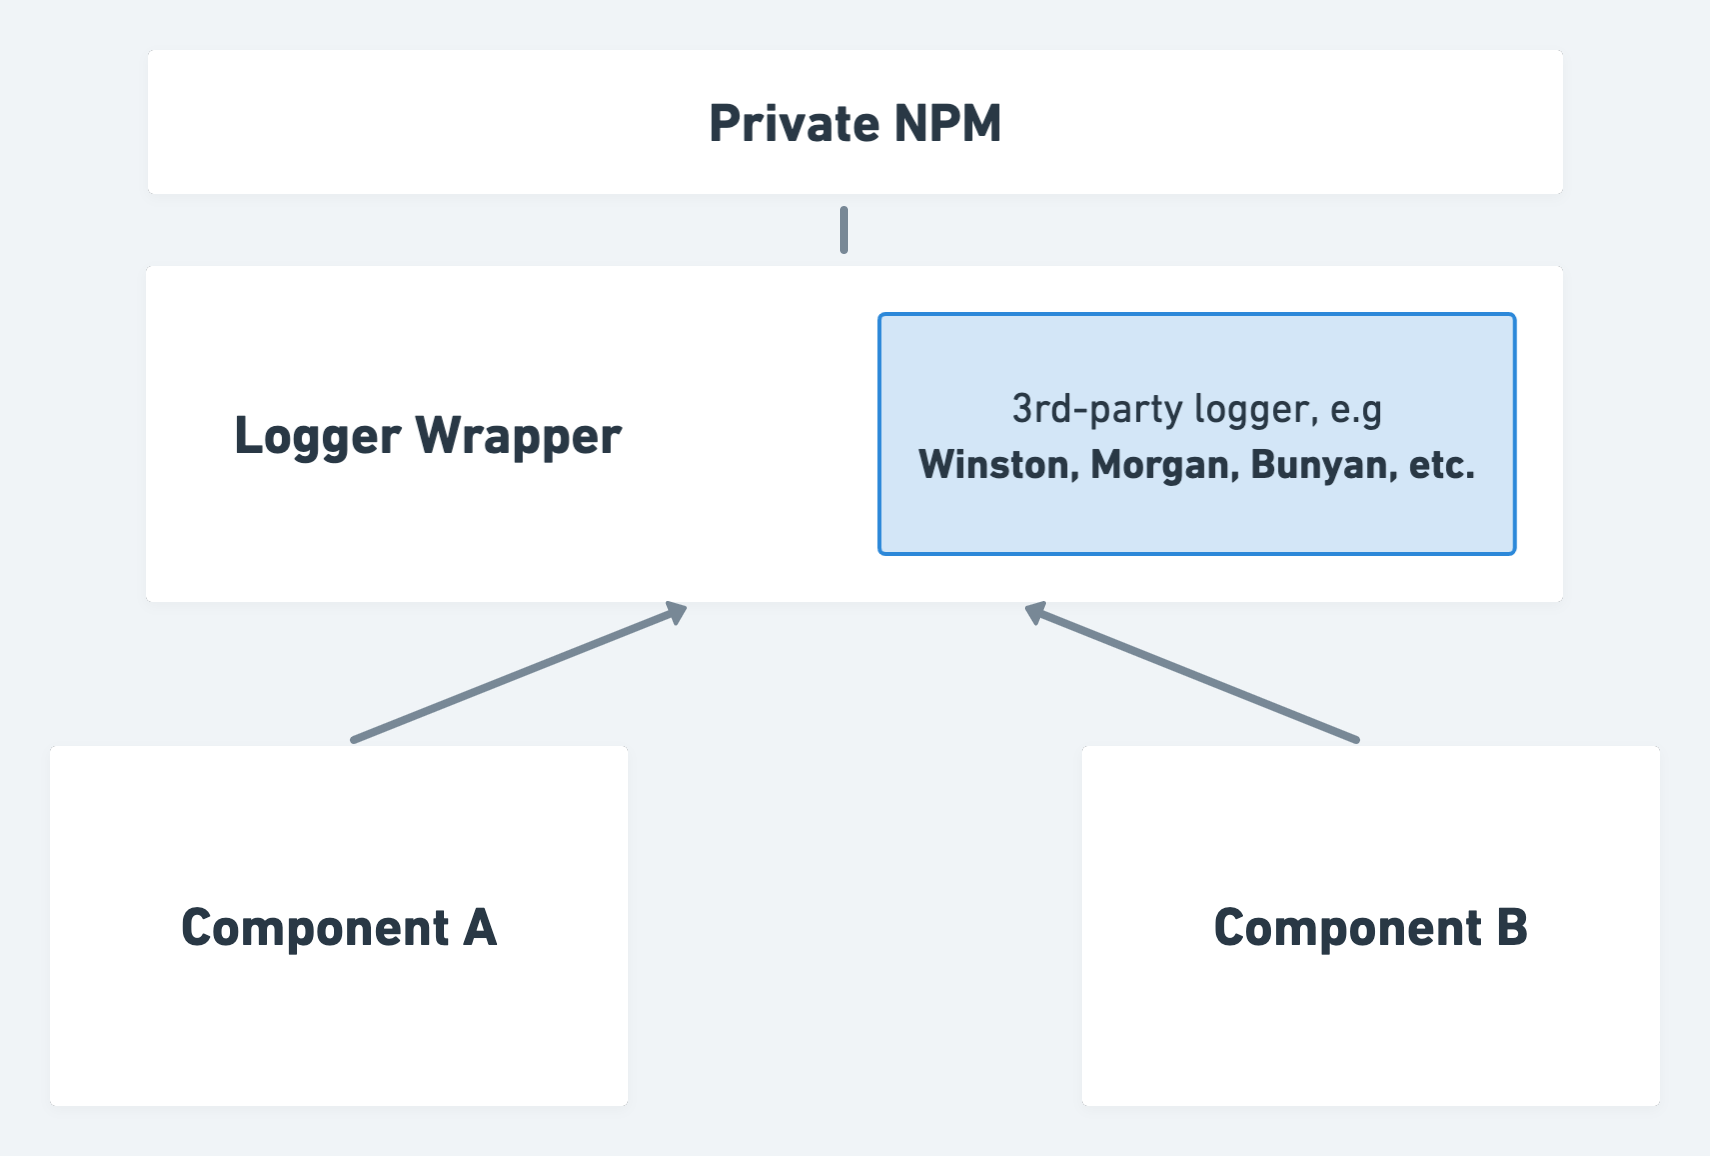 Private NPM
Logger Wrapper
3rd-party logger, e.g
Winston, Morgan, Bunyan, etc.
Component A
Component B